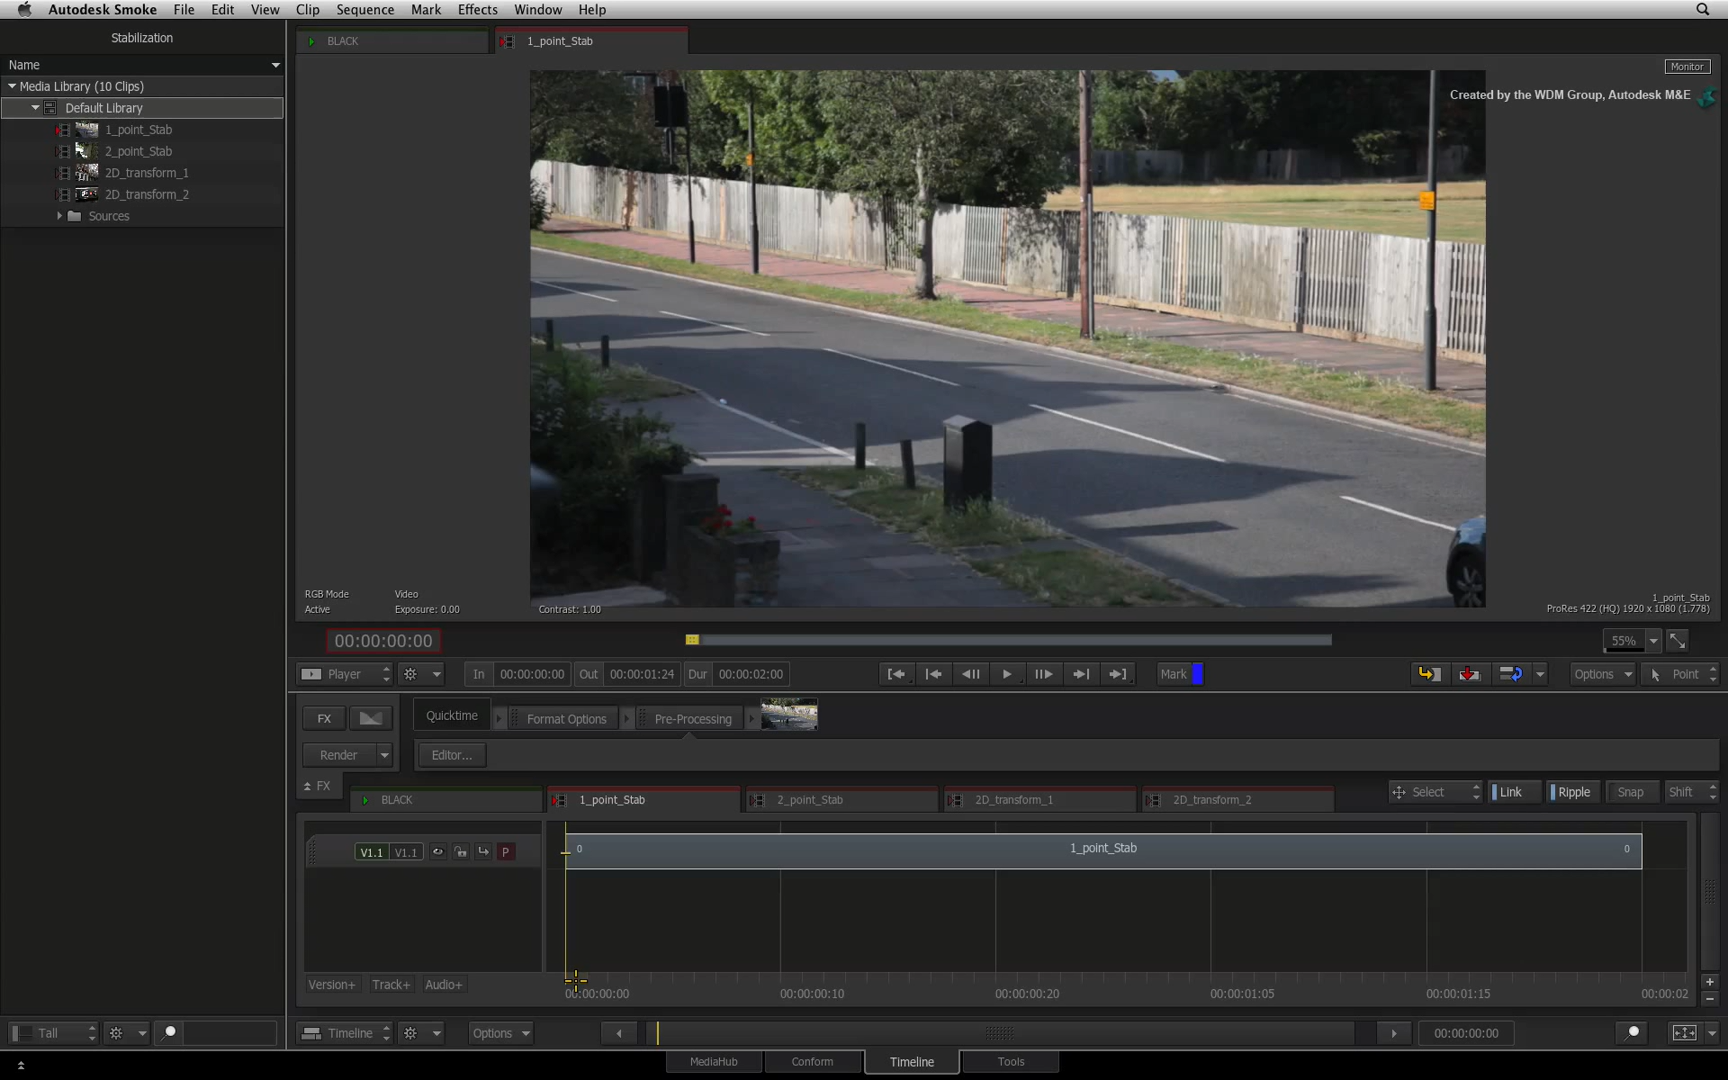 Autodesk Smoke File Edit View Clip Sequence Mark Effects Window Help
Stabilization
Name
Media Library (10 Clips)
Default Library
1_point_Stab
2_point_Stab
2D_transform_1
2D_transform_2
Sources
BLACK 1_point_Stab
Monitor
Created by the WDM Group, Autodesk M&E
RGB Mode Video
Active Exposure: 0.00 Contrast: 1.00
1_point_Stab
ProRes 422 (HQ) 1920 x 1080 (1.778)
00:00:00:00 55%
Player In 00:00:00:00 Out 00:00:01:24 Dur 00:00:02:00 Mark Options Point
FX Quicktime Format Options Pre-Processing
Render Editor...
FX
BLACK 1_point_Stab 2_point_Stab 2D_transform_1 2D_transform_2 Select Link Ripple Snap Shift
V1.1 V1.1 P 0 1_point_Stab 0
Version+ Track+ Audio+
00:00:00:00 00:00:00:10 00:00:00:20 00:00:01:05 00:00:01:15 00:00:02
Tall Timeline Options 00:00:00:00
MediaHub Conform Timeline Tools